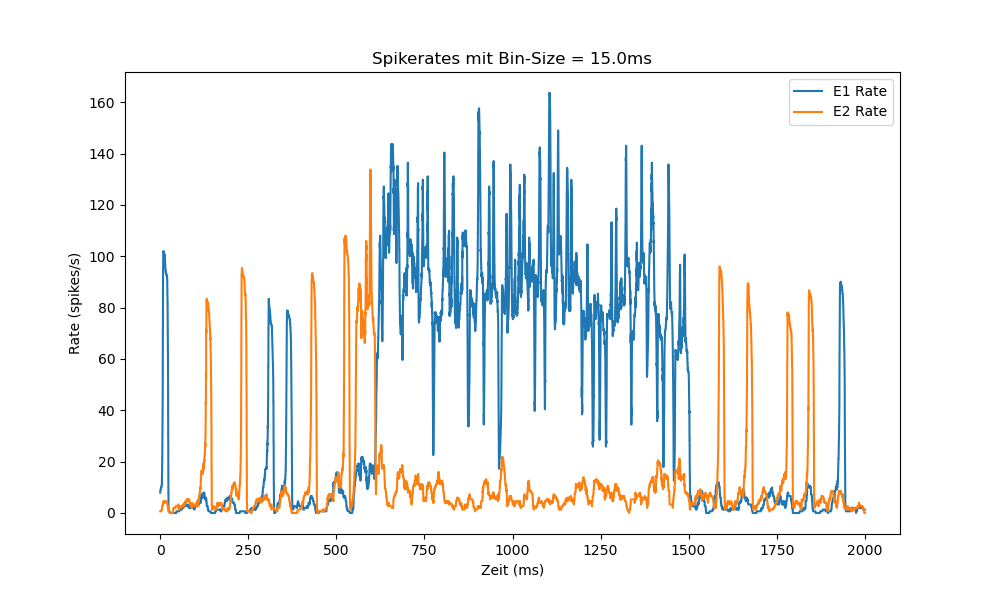 Spikerates mit Bin-Size = 15.0ms
E1 Rate
E2 Rate
160
140
120
100
80
60
40
20
0
Rate (spikes/s)
0 250 500 750 1000 1250 1500 1750 2000
Zeit (ms)